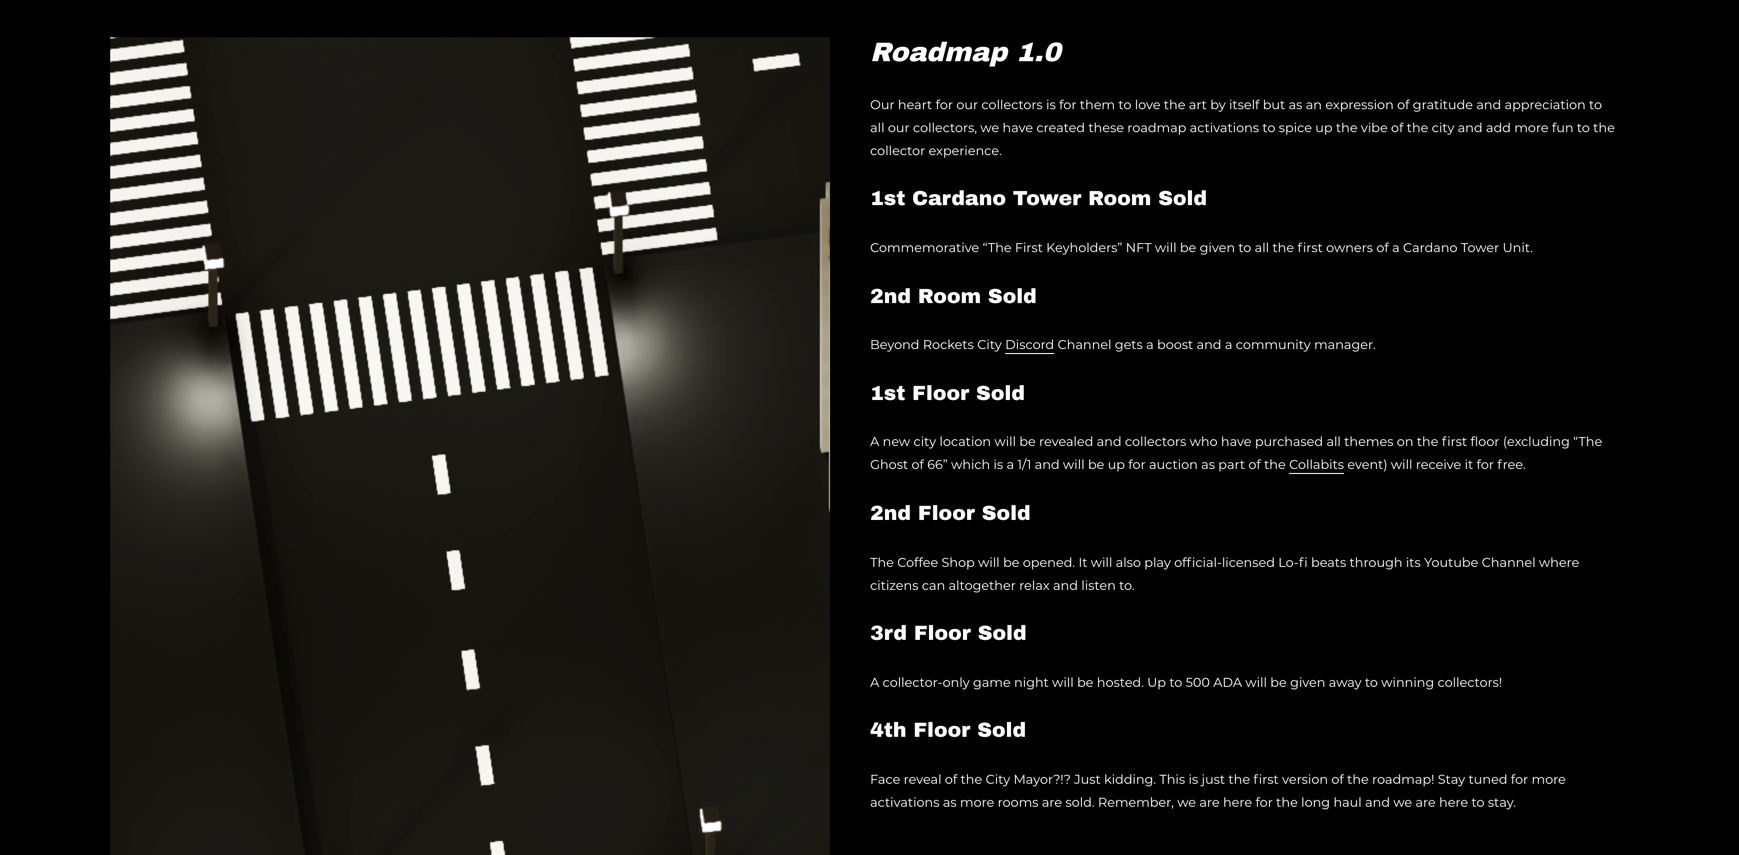 Roadmap 1.0
Our heart for our collectors is for them to love the art by itself but as an expression of gratitude and appreciation to
all our collectors, we have created these roadmap activations to spice up the vibe of the city and add more fun to the
collector experience.
1st Cardano Tower Room Sold
Commemorative “The First Keyholders” NFT will be given to all the first owners of a Cardano Tower Unit.
2nd Room Sold
Beyond Rockets City Discord Channel gets a boost and a community manager.
1st Floor Sold
A new city location will be revealed and collectors who have purchased all themes on the first floor (excluding “The
Ghost of 66” which is a 1/1 and will be up for auction as part of the Collabits event) will receive it for free.
2nd Floor Sold
The Coffee Shop will be opened. It will also play official-licensed Lo-fi beats through its Youtube Channel where
citizens can altogether relax and listen to.
3rd Floor Sold
A collector-only game night will be hosted. Up to 500 ADA will be given away to winning collectors!
4th Floor Sold
Face reveal of the City Mayor?!? Just kidding. This is just the first version of the roadmap! Stay tuned for more
activations as more rooms are sold. Remember, we are here for the long haul and we are here to stay.